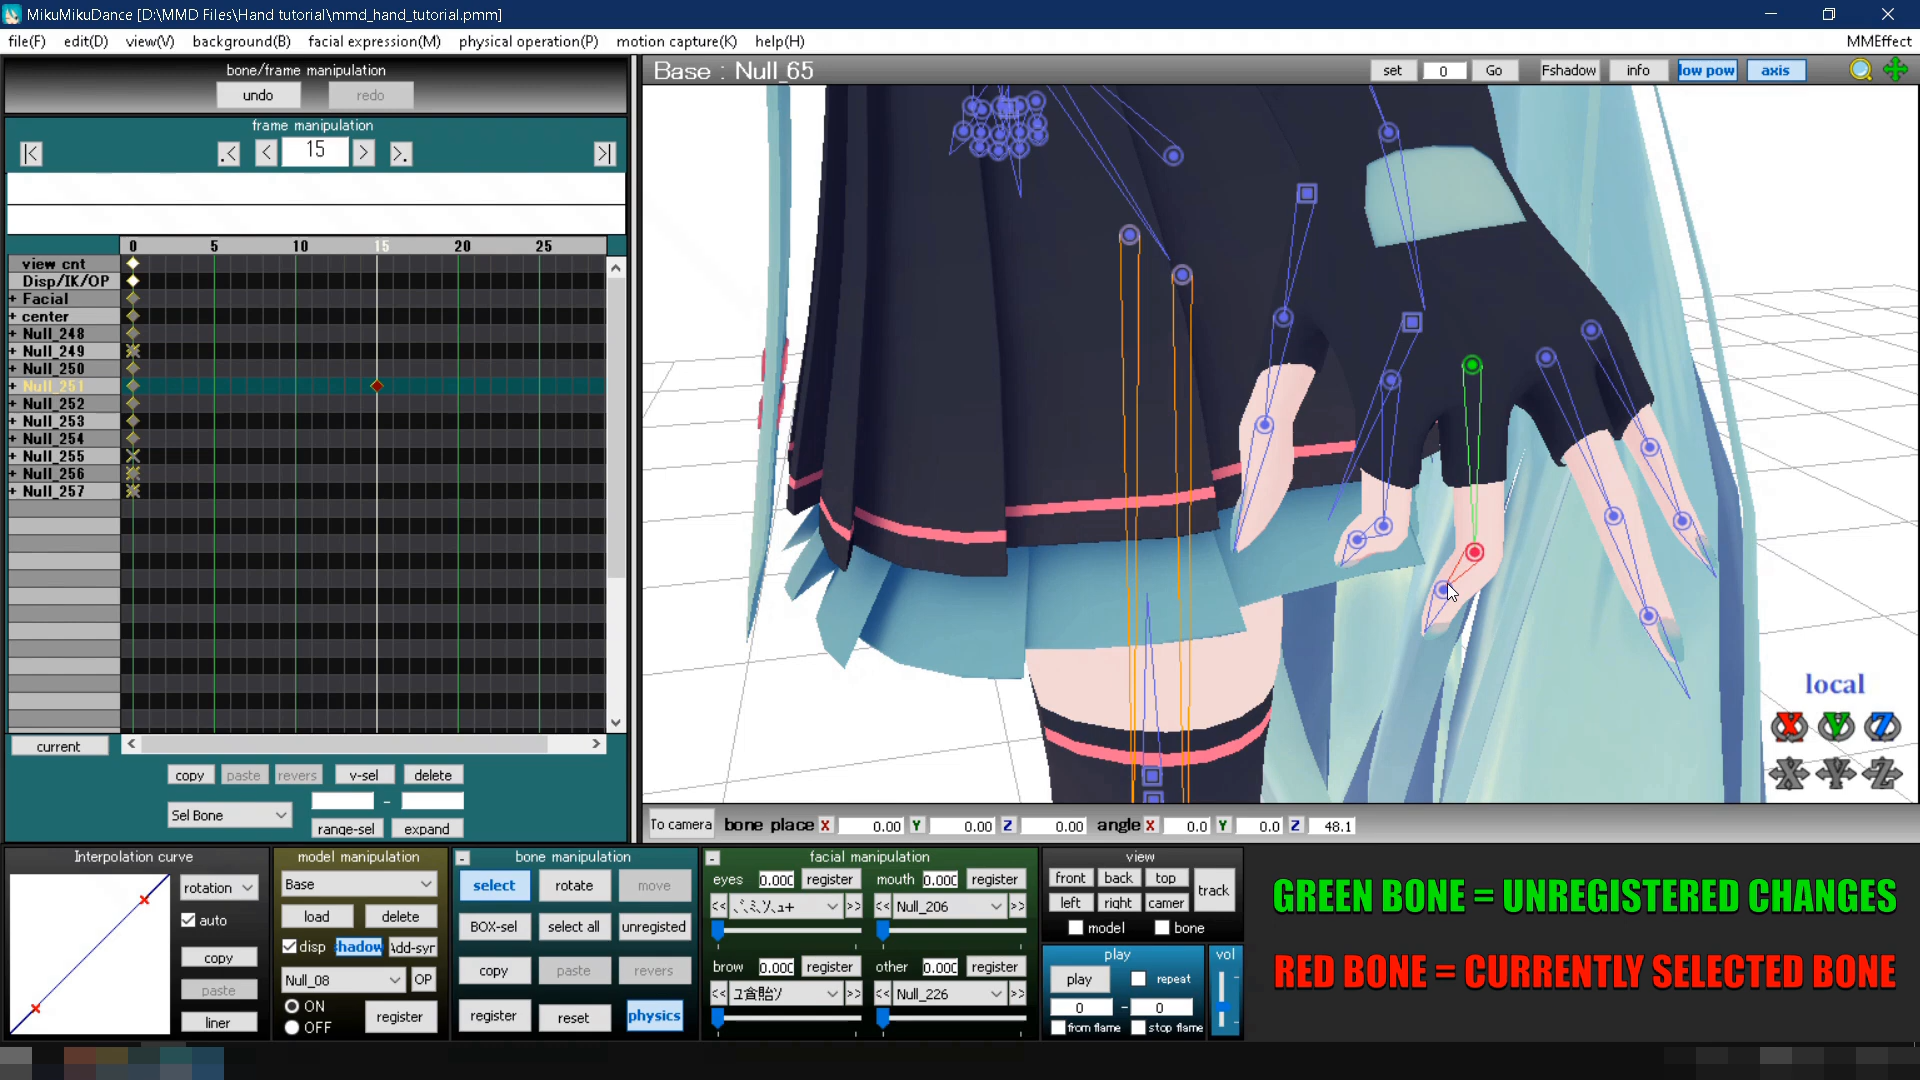 MikuMikuDance [D:\MMD Files\Hand tutorial\mmd_hand_tutorial.pmm]
file(F) edit(D) view(V) background(B) facial expression(M) physical operation(P) motion capture(K) help(H) MMEffect
bone/frame manipulation
undo redo
frame manipulation
|< .< < 15 > >. >|
0 5 10 15 20 25
view cnt
Disp/IK/OP
+ Facial
+ center
+ Null_248
+ Null_249
+ Null_250
+ Null_251
+ Null_252
+ Null_253
+ Null_254
+ Null_255
+ Null_256
+ Null_257
current < >
copy paste revers v-sel delete
Sel Bone -
range-sel expand
Base : Null_65
set 0 Go Fshadow info low pow axis
local
X Y Z
X Y Z
To camera bone place X 0.00 Y 0.00 Z 0.00 angle X 0.0 Y 0.0 Z 48.1
Interpolation curve
rotation
auto
copy
paste
liner
model manipulation
Base
load delete
disp shadow Add-syn
Null_08 OP
ON
OFF
register
- bone manipulation
select rotate move
BOX-sel select all unregisted
copy paste revers
register reset physics
- facial manipulation
eyes 0.000 register mouth 0.000 register
<< >> << Null_206 >>
brow 0.000 register other 0.000 register
<< >> << Null_226 >>
view
front back top
left right camer
track
model bone
play
play repeat
0 - 0
from flame stop flame
vol
GREEN BONE = UNREGISTERED CHANGES
RED BONE = CURRENTLY SELECTED BONE